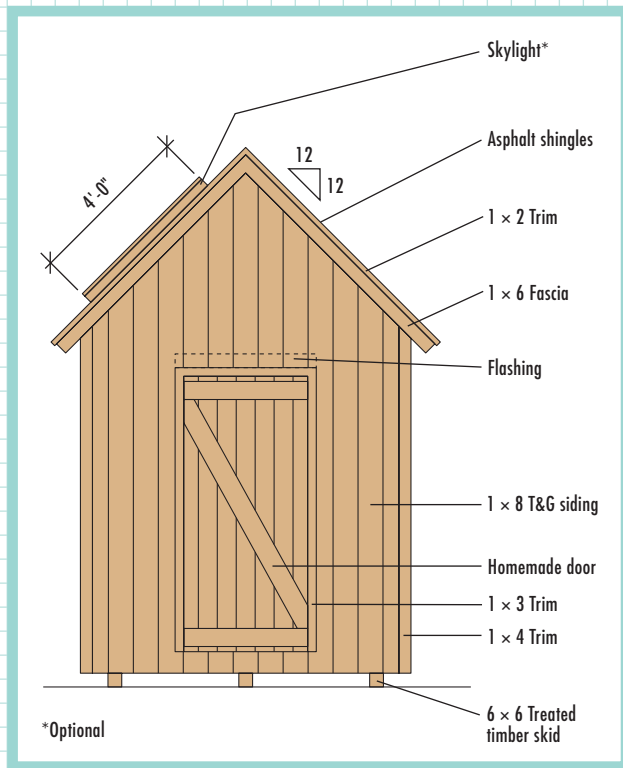 Skylight*
Asphalt shingles
12
12
4'-0"
1 × 2 Trim
1 × 6 Fascia
Flashing
1 × 8 T&G siding
Homemade door
1 × 3 Trim
1 × 4 Trim
6 × 6 Treated
timber skid
*Optional